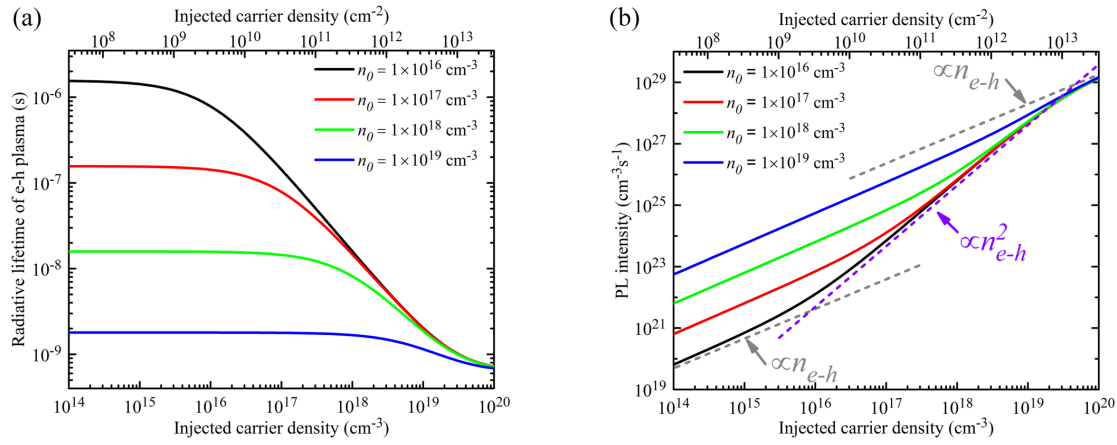 (a)
Injected carrier density (cm⁻²)
10⁸ 10⁹ 10¹⁰ 10¹¹ 10¹² 10¹³
Radiative lifetime of e-h plasma (s)
10⁻⁶
10⁻⁷
10⁻⁸
10⁻⁹
n₀ = 1×10¹⁶ cm⁻³
n₀ = 1×10¹⁷ cm⁻³
n₀ = 1×10¹⁸ cm⁻³
n₀ = 1×10¹⁹ cm⁻³
10¹⁴ 10¹⁵ 10¹⁶ 10¹⁷ 10¹⁸ 10¹⁹ 10²⁰
Injected carrier density (cm⁻³)
(b)
Injected carrier density (cm⁻²)
10⁸ 10⁹ 10¹⁰ 10¹¹ 10¹² 10¹³
PL intensity (cm⁻³s⁻¹)
10²⁹
10²⁷
10²⁵
10²³
10²¹
10¹⁹
n₀ = 1×10¹⁶ cm⁻³
n₀ = 1×10¹⁷ cm⁻³
n₀ = 1×10¹⁸ cm⁻³
n₀ = 1×10¹⁹ cm⁻³
∝nₑ₋ₕ
∝n²ₑ₋ₕ
∝nₑ₋ₕ
10¹⁴ 10¹⁵ 10¹⁶ 10¹⁷ 10¹⁸ 10¹⁹ 10²⁰
Injected carrier density (cm⁻³)